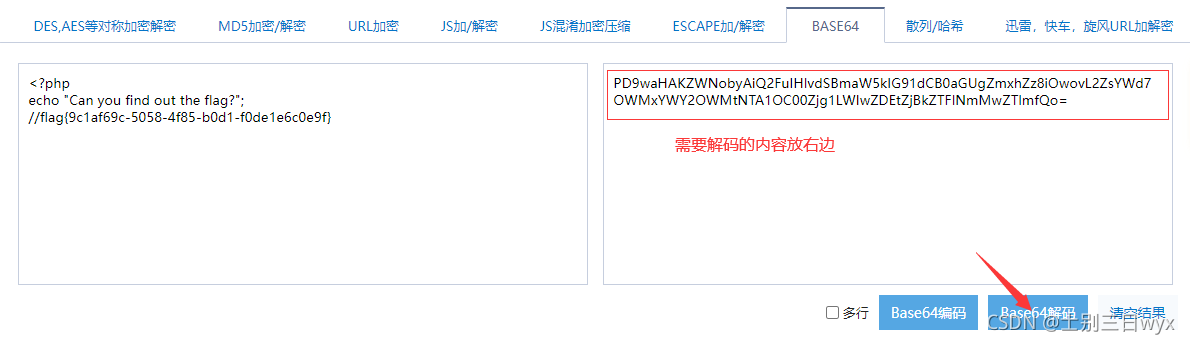 DES,AES等对称加密解密 MD5加密/解密 URL加密 JS加/解密 JS混淆加密压缩 ESCAPE加/解密 BASE64 散列/哈希 迅雷，快车，旋风URL加解密
<?php
echo "Can you find out the flag?";
//flag{9c1af69c-5058-4f85-b0d1-f0de1e6c0e9f}
PD9waHAKZWNobyAiQ2FuIHlvdSBmaW5kIG91dCB0aGUgZmxhZz8iOwovL2ZsYWd7
OWMxYWY2OWMtNTA1OC00Zjg1LWIwZDEtZjBkZTFlNmMwZTlmfQo=
需要解码的内容放右边
多行 Base64编码 Base64解码 清空结果
CSDN @士别三日wyx